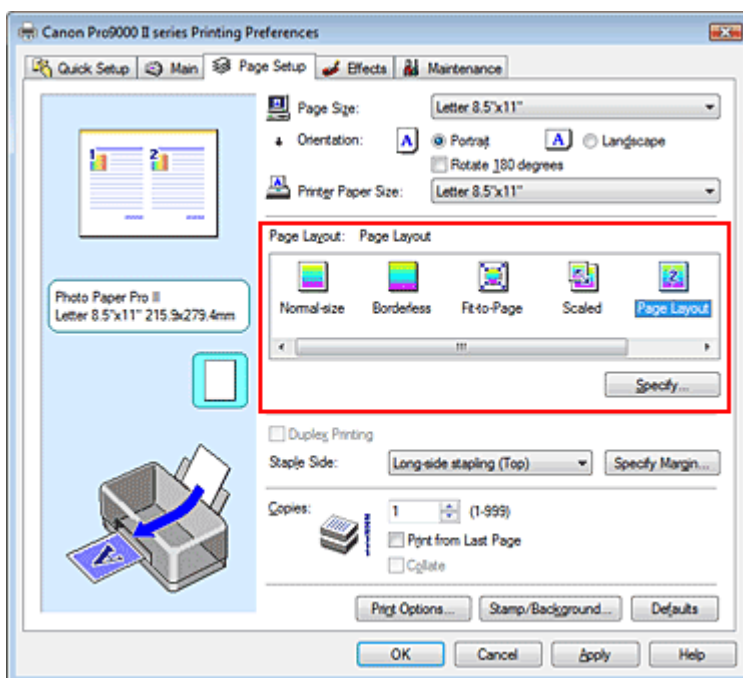 Canon Pro9000 II series Printing Preferences
Quick Setup Main Page Setup Effects Maintenance
1 2
Photo Paper Pro II
Letter 8.5"x11" 215.9x279.4mm
Page Size: Letter 8.5"x11"
Orientation: A Portrait A Landscape
Rotate 180 degrees
Printer Paper Size: Letter 8.5"x11"
Page Layout: Page Layout
Normal-size Borderless Fit-to-Page Scaled Page Layout
Specify...
Duplex Printing
Staple Side: Long-side stapling (Top) Specify Margin...
Copies: 1 (1-999)
Print from Last Page
Collate
Print Options... Stamp/Background... Defaults
OK Cancel Apply Help